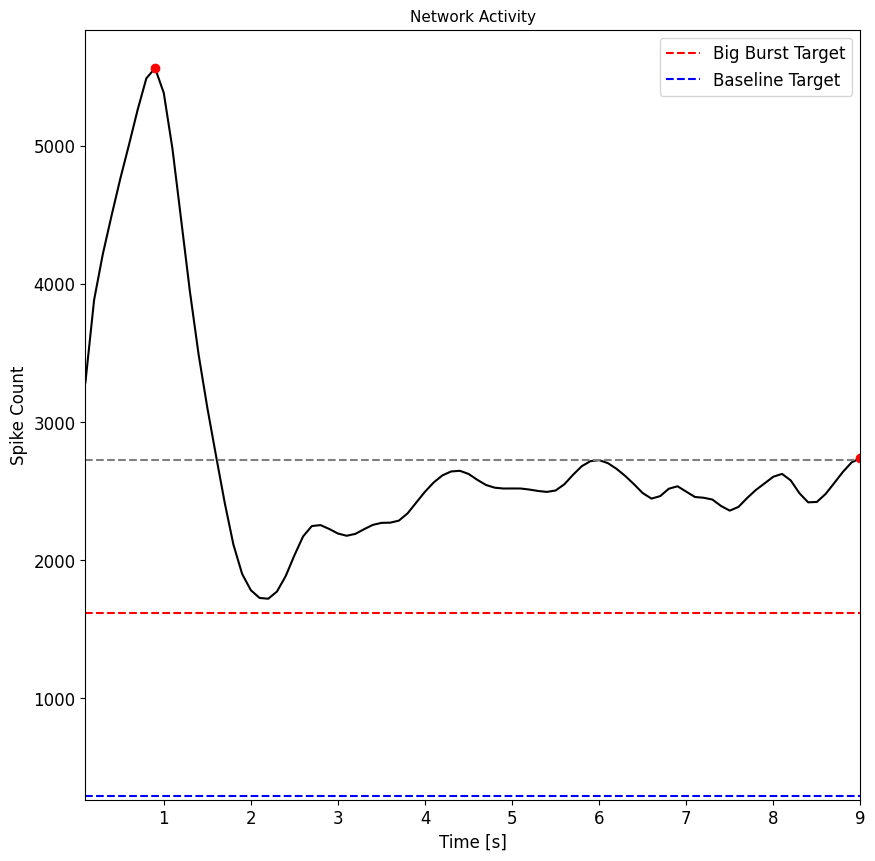 Network Activity
Big Burst Target
Baseline Target
Spike Count
5000
4000
3000
2000
1000
1 2 3 4 5 6 7 8 9
Time [s]